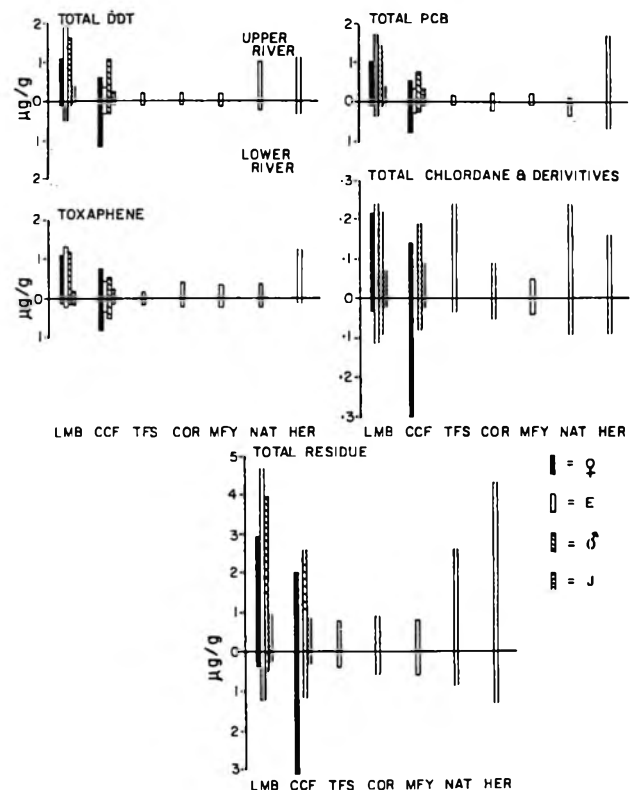 TOTAL DDT
TOTAL PCB
UPPER RIVER
LOWER RIVER
2
1
0
1
2
µg/g
2
1
0
1
TOXAPHENE
TOTAL CHLORDANE & DERIVITIVES
2
1
0
1
µg/g
.3
.2
.1
0
.1
.2
.3
LMB CCF TFS COR MFY NAT HER
LMB CCF TFS COR MFY NAT HER
TOTAL RESIDUE
5
4
3
2
1
0
1
2
3
µg/g
= ♀
= E
= ♂
= J
LMB CCF TFS COR MFY NAT HER